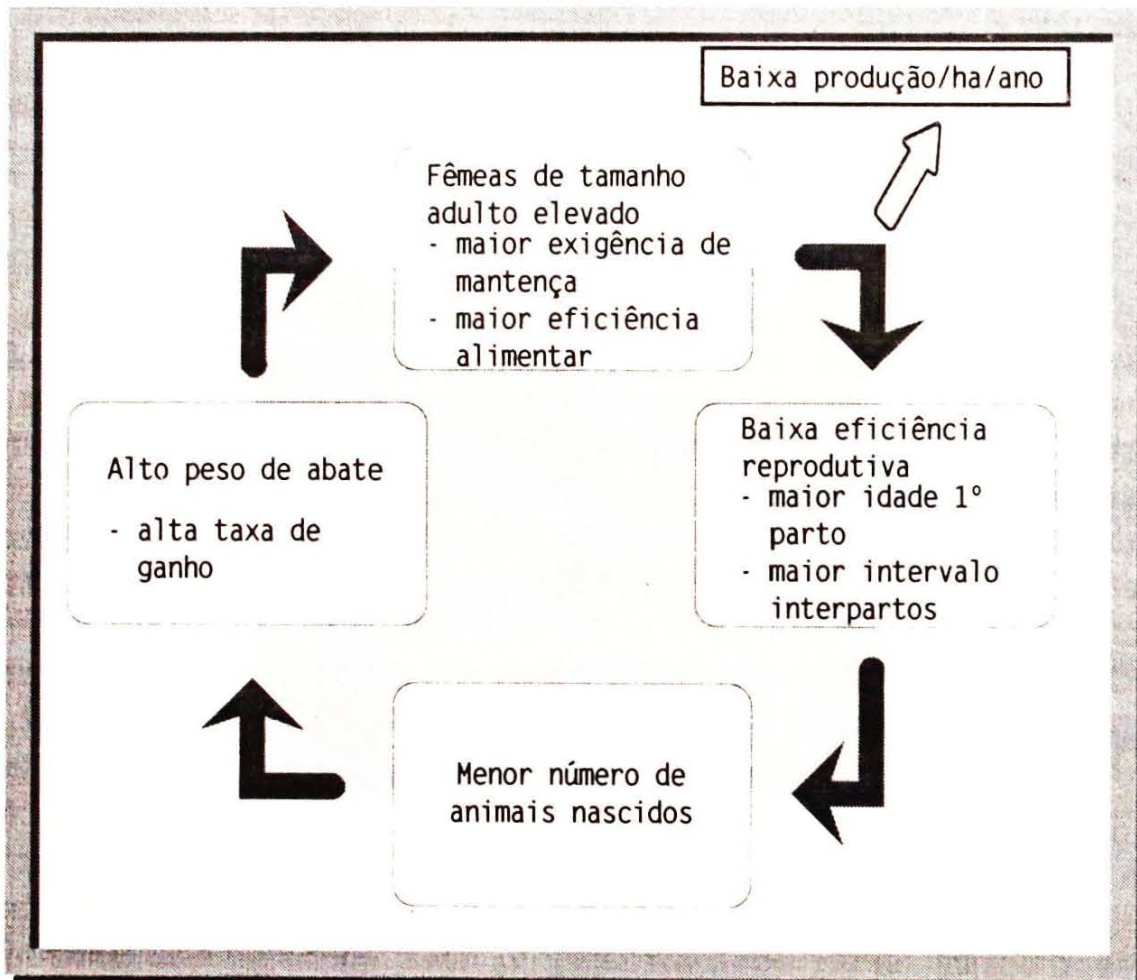 Baixa produção/ha/ano
Fêmeas de tamanho
adulto elevado
- maior exigência de
mantença
- maior eficiência
alimentar
Baixa eficiência
reprodutiva
- maior idade 1º
parto
- maior intervalo
interpartos
Menor número de
animais nascidos
Alto peso de abate
- alta taxa de
ganho